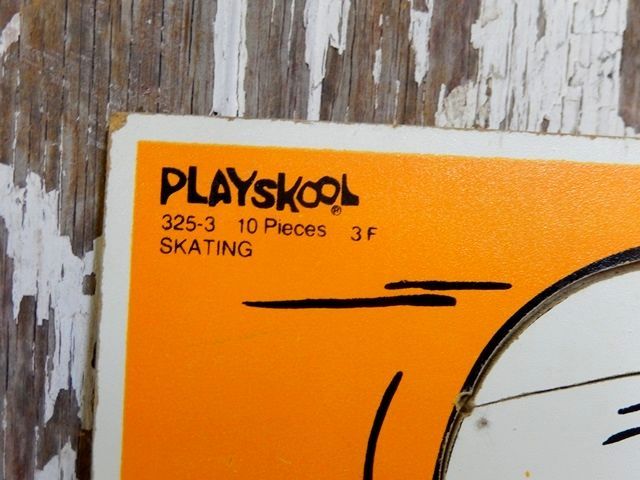 PLAYSKOOL®
325-3 10 Pieces 3 F
SKATING